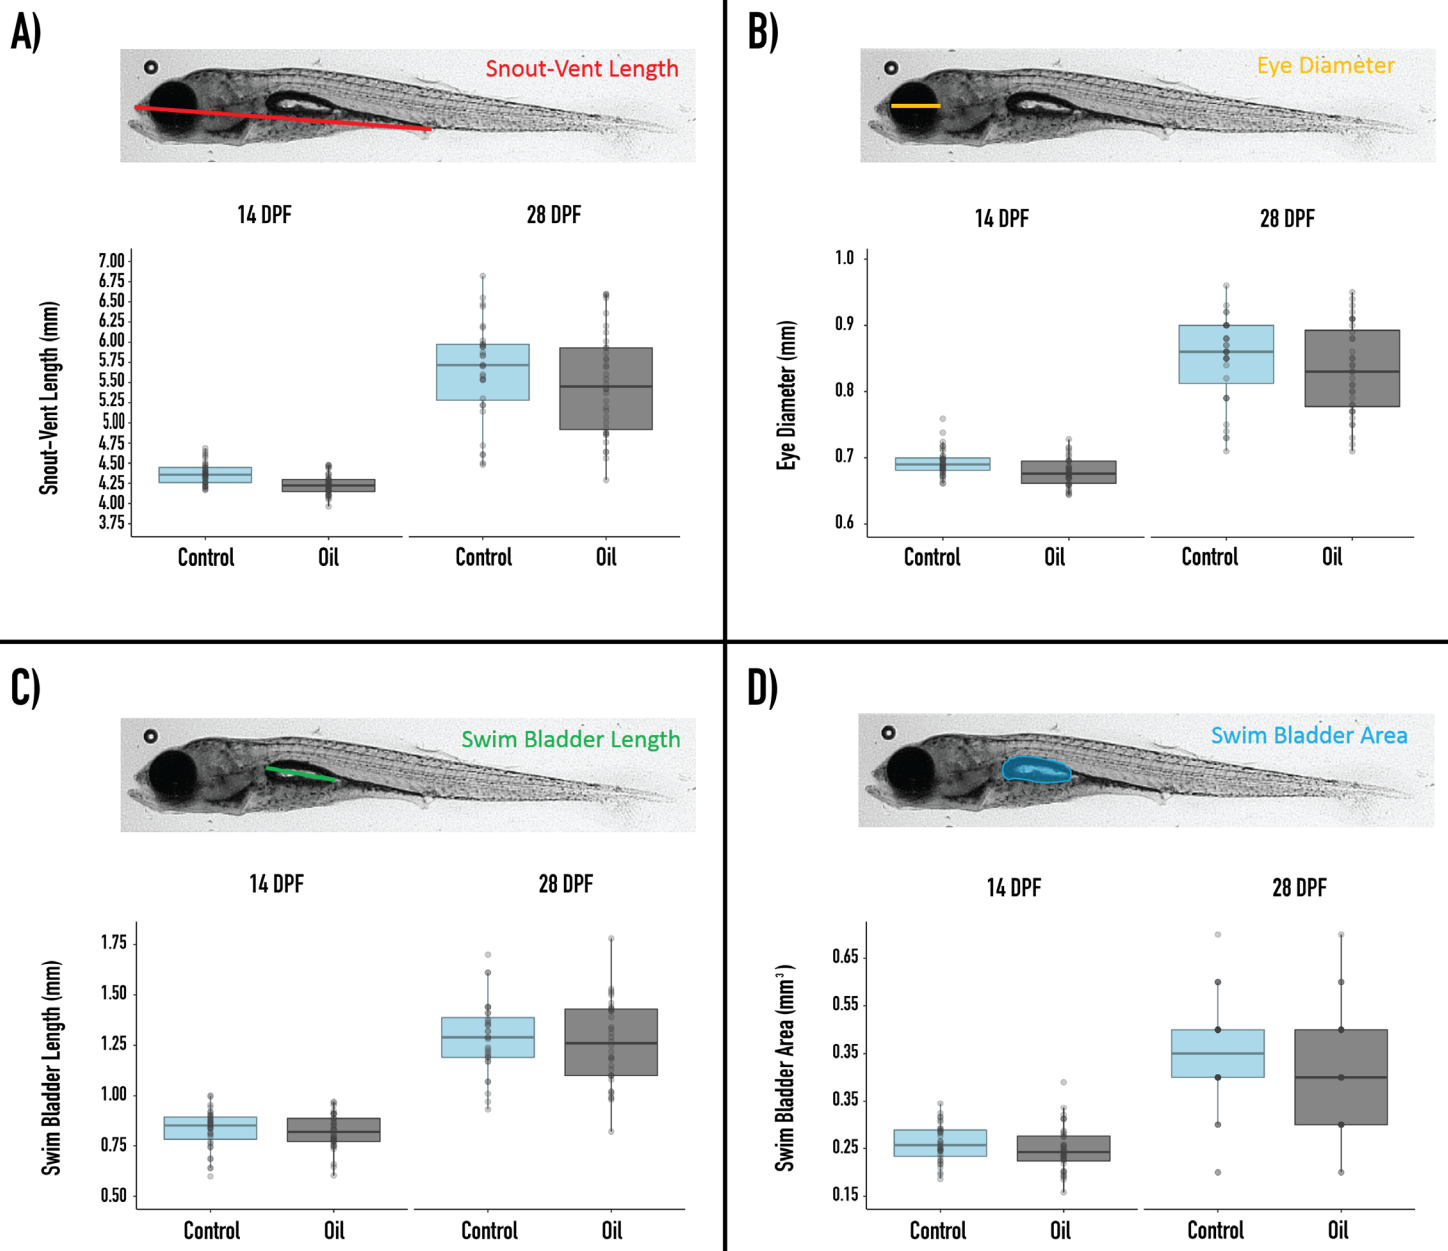 A)
Snout-Vent Length
14 DPF
28 DPF
Snout-Vent Length (mm)
7.00
6.75
6.50
6.25
6.00
5.75
5.50
5.25
5.00
4.75
4.50
4.25
4.00
3.75
Control
Oil
Control
Oil
B)
Eye Diameter
14 DPF
28 DPF
Eye Diameter (mm)
1.0
0.9
0.8
0.7
0.6
Control
Oil
Control
Oil
C)
Swim Bladder Length
14 DPF
28 DPF
Swim Bladder Length (mm)
1.75
1.50
1.25
1.00
0.75
0.50
Control
Oil
Control
Oil
D)
Swim Bladder Area
14 DPF
28 DPF
Swim Bladder Area (mm³)
0.65
0.55
0.35
0.35
0.25
0.15
Control
Oil
Control
Oil